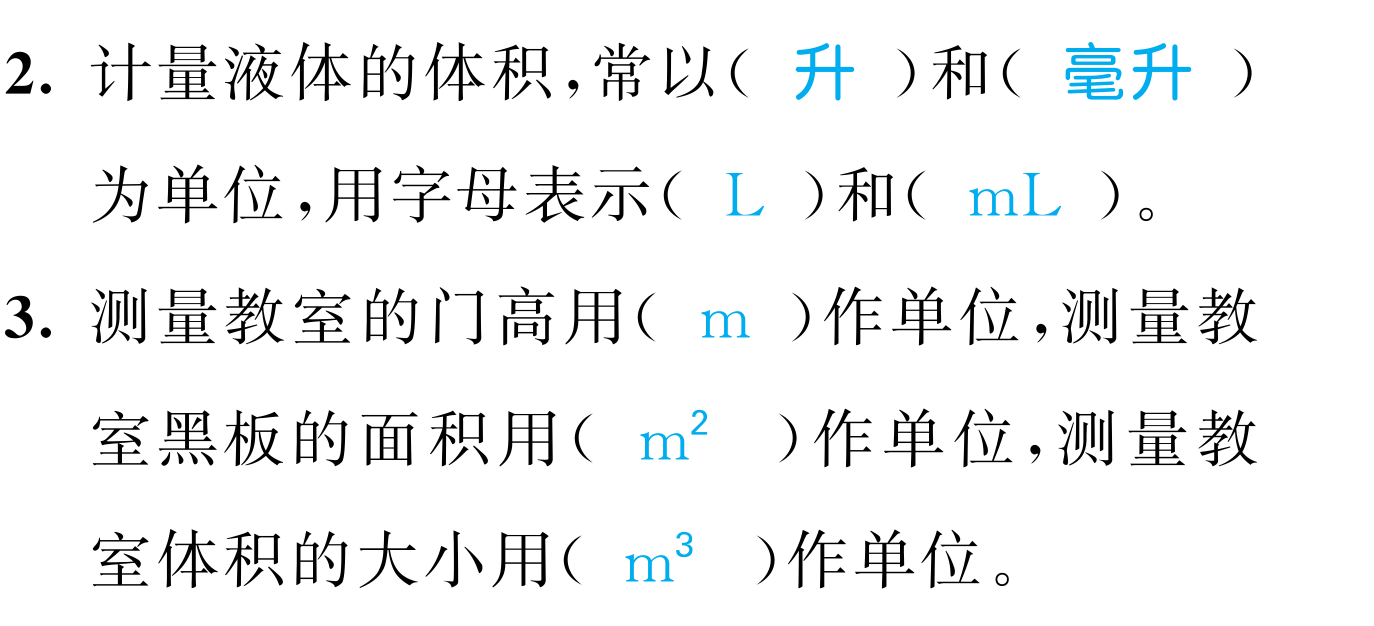 2. 计量液体的体积,常以( 升 )和( 毫升 )
为单位,用字母表示( L )和( mL )。
3. 测量教室的门高用( m )作单位,测量教
室黑板的面积用( m² )作单位,测量教
室体积的大小用( m³ )作单位。